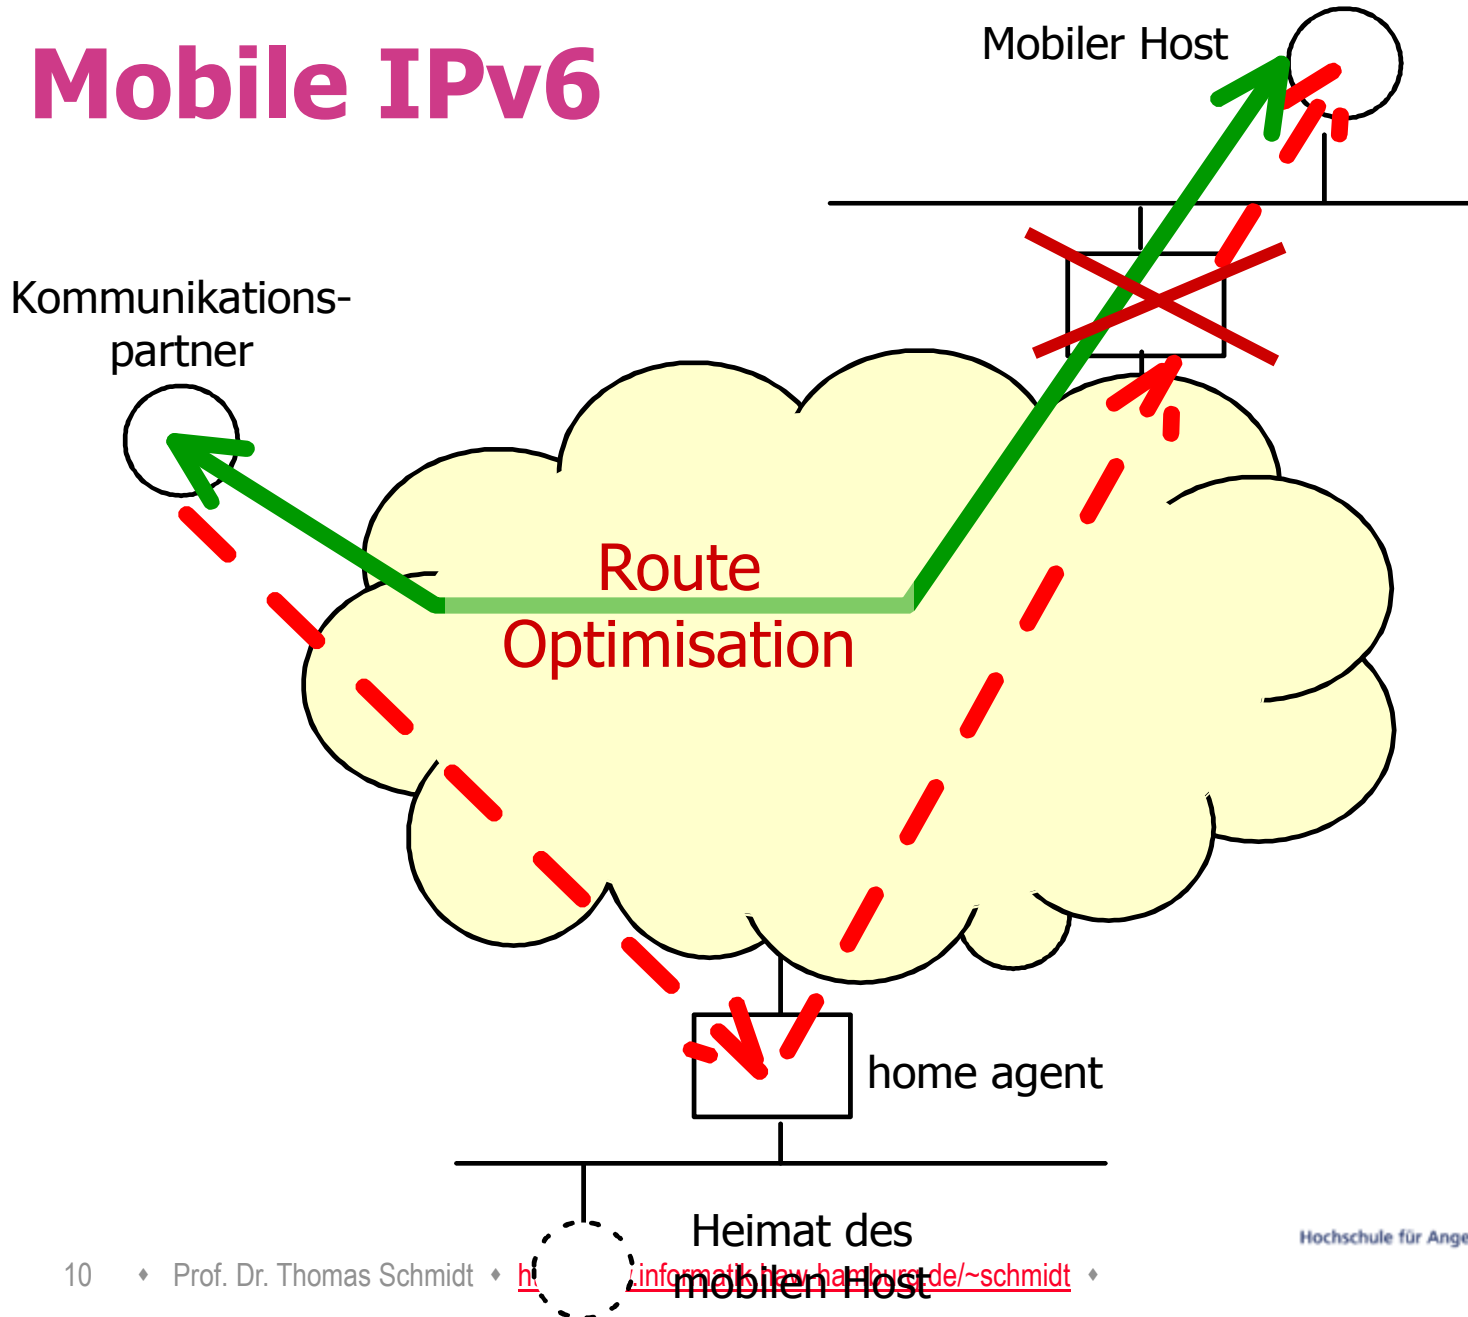 Mobile IPv6
Mobiler Host
Kommunikations-
partner
Route
Optimisation
home agent
Heimat des
mobilen Host
Hochschule für Ange
10 ♦ Prof. Dr. Thomas Schmidt ♦ .informatik.haw-hamburg.de/~schmidt ♦